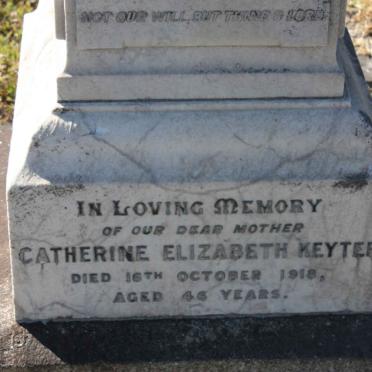 NOT OUR WILL, BUT THINE O LORD
IN LOVING MEMORY
OF OUR DEAR MOTHER
CATHERINE ELIZABETH KEYTER
DIED 16TH OCTOBER 1918,
AGED 46 YEARS.